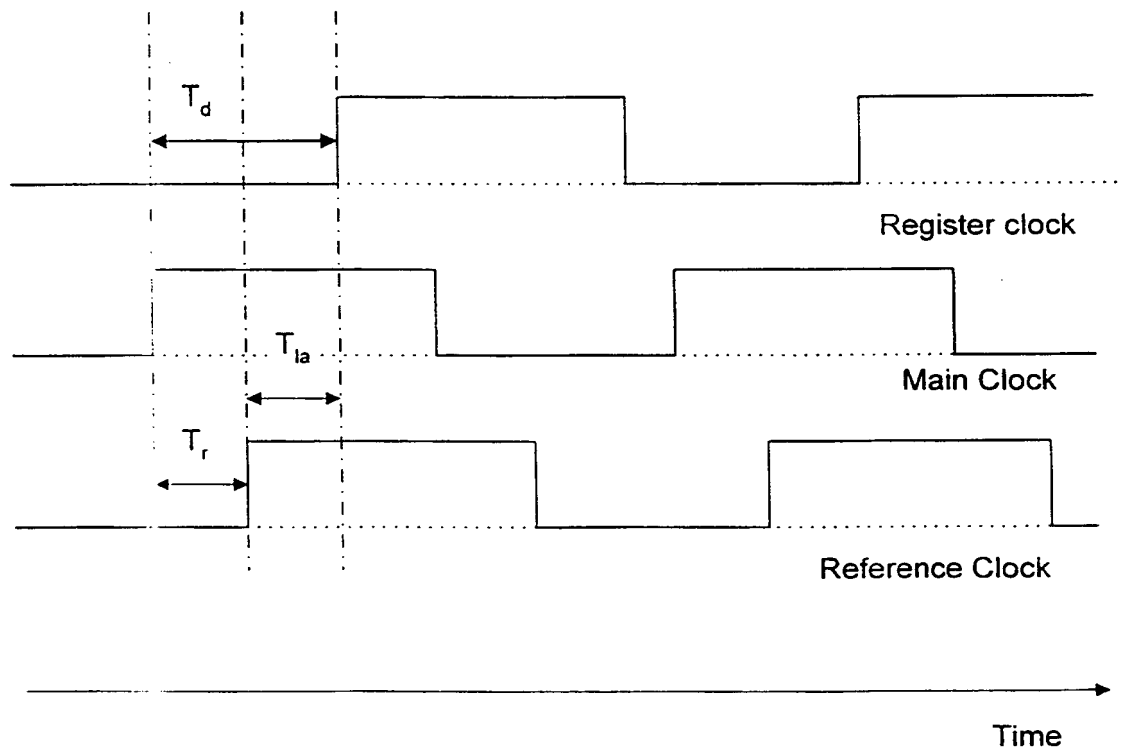 T_d
Register clock
T_la
Main Clock
T_r
Reference Clock
Time